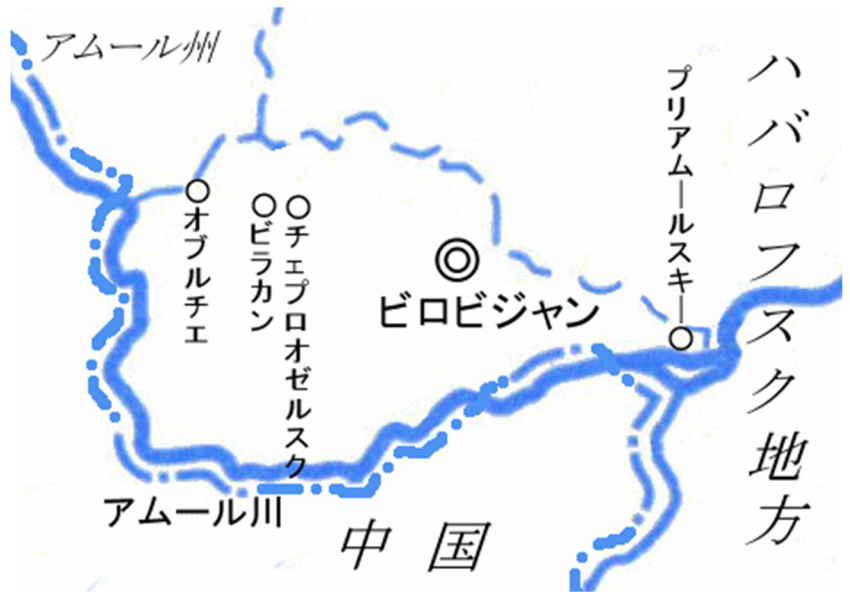 アムール州
ハバロフスク地方
プリアムールスキー
オブルチエ
ビラカン
チェプロオゼルスク
ビロビジャン
アムール川
中国